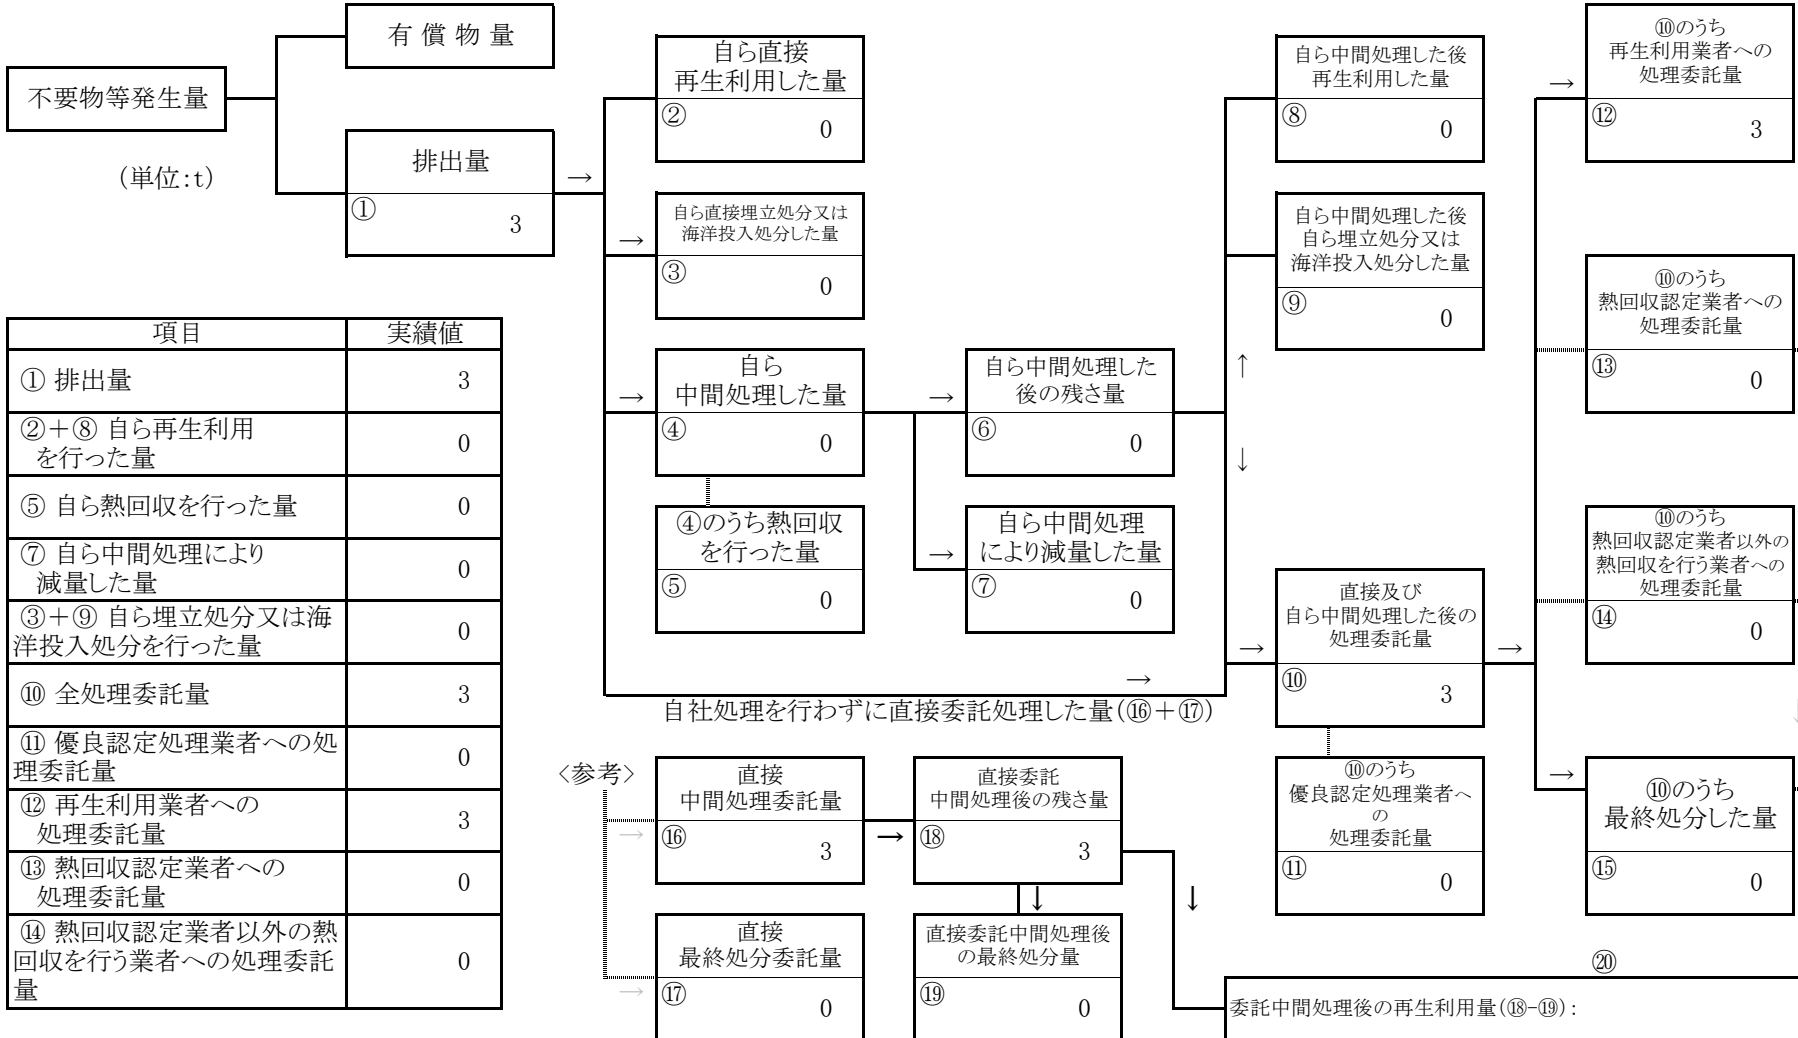 有 償 物 量
不要物等発生量
(単位:t)
排出量
①
3
→
自ら直接
再生利用した量
②
0
→
自ら直接埋立処分又は
海洋投入処分した量
③
0
→
自ら
中間処理した量
④
0
④のうち熱回収
を行った量
⑤
0
→
自ら中間処理した
後の残さ量
⑥
0
→
自ら中間処理
により減量した量
⑦
0
自ら中間処理した後
再生利用した量
⑧
0
自ら中間処理した後
自ら埋立処分又は
海洋投入処分した量
⑨
0
↑
↓
→
自社処理を行わずに直接委託処理した量(⑯+⑰)
→
直接及び
自ら中間処理した後の
処理委託量
⑩
3
→
⑩のうち
優良認定処理業者へ
の
処理委託量
⑪
0
→
⑩のうち
再生利用業者への
処理委託量
⑫
3
⑩のうち
熱回収認定業者への
処理委託量
⑬
0
⑩のうち
熱回収認定業者以外の
熱回収を行う業者への
処理委託量
⑭
0
↓
→
⑩のうち
最終処分した量
⑮
0
項目 実績値
① 排出量 3
②+⑧ 自ら再生利用
を行った量 0
⑤ 自ら熱回収を行った量 0
⑦ 自ら中間処理により
減量した量 0
③+⑨ 自ら埋立処分又は海
洋投入処分を行った量 0
⑩ 全処理委託量 3
⑪ 優良認定処理業者への処
理委託量 0
⑫ 再生利用業者への
処理委託量 3
⑬ 熱回収認定業者への
処理委託量 0
⑭ 熱回収認定業者以外の熱
回収を行う業者への処理委託
量 0
<参考>
→
直接
中間処理委託量
⑯
3
→
直接委託
中間処理後の残さ量
⑱
3
↓
↓
→
直接
最終処分委託量
⑰
0
直接委託中間処理後
の最終処分量
⑲
0
⑳
委託中間処理後の再生利用量(⑱-⑲):